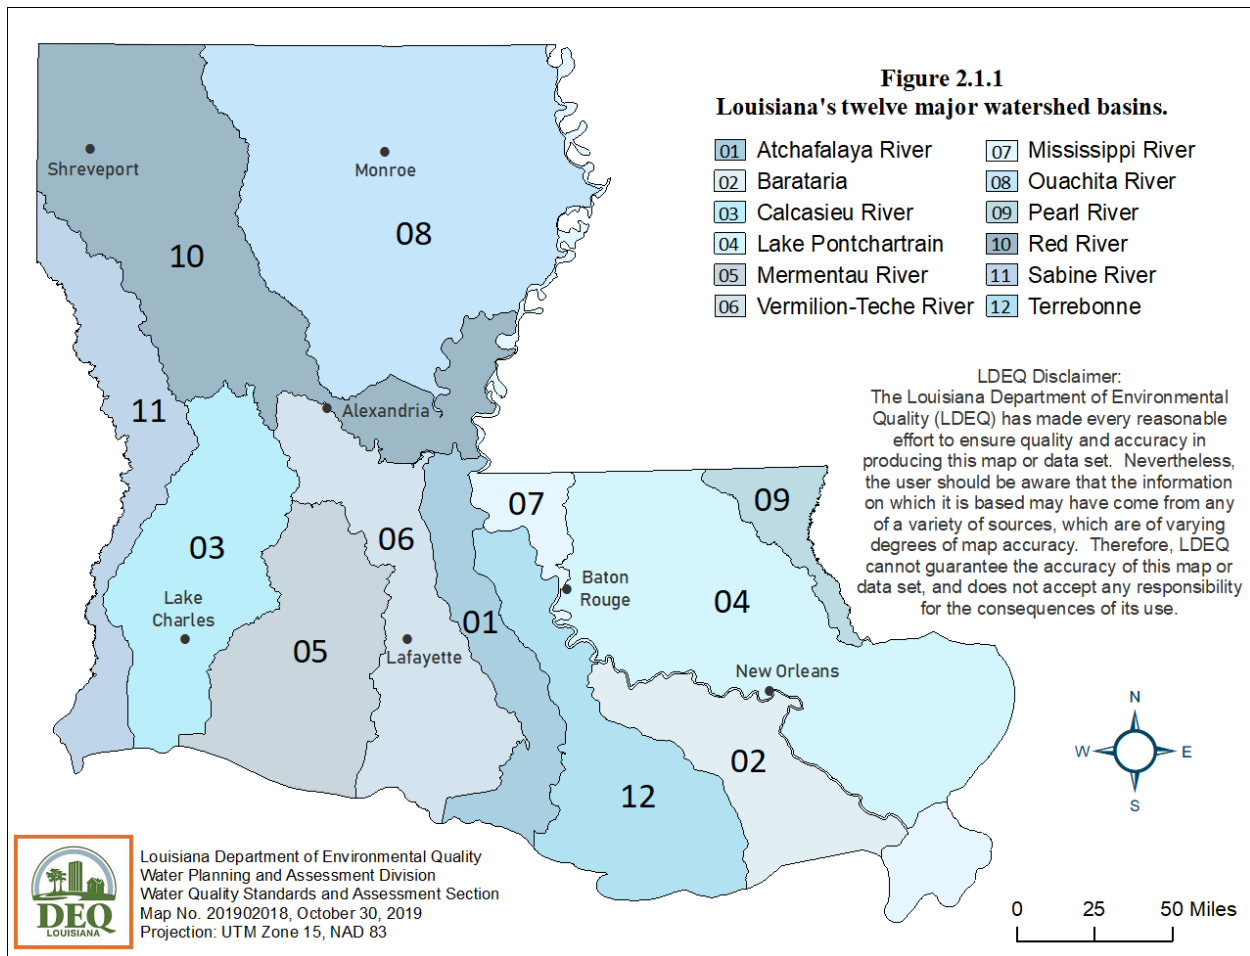 Figure 2.1.1
Louisiana's twelve major watershed basins.
01 Atchafalaya River
02 Barataria
03 Calcasieu River
04 Lake Pontchartrain
05 Mermentau River
06 Vermilion-Teche River
07 Mississippi River
08 Ouachita River
09 Pearl River
10 Red River
11 Sabine River
12 Terrebonne
Shreveport
Monroe
08
10
11
Alexandria
07
09
03
06
Baton
Rouge
Lake
Charles
04
01
05
Lafayette
New Orleans
02
12
LDEQ Disclaimer:
The Louisiana Department of Environmental
Quality (LDEQ) has made every reasonable
effort to ensure quality and accuracy in
producing this map or data set. Nevertheless,
the user should be aware that the information
on which it is based may have come from any
of a variety of sources, which are of varying
degrees of map accuracy. Therefore, LDEQ
cannot guarantee the accuracy of this map or
data set, and does not accept any responsibility
for the consequences of its use.
N
W E
S
DEQ
LOUISIANA
Louisiana Department of Environmental Quality
Water Planning and Assessment Division
Water Quality Standards and Assessment Section
Map No. 201902018, October 30, 2019
Projection: UTM Zone 15, NAD 83
0 25 50 Miles